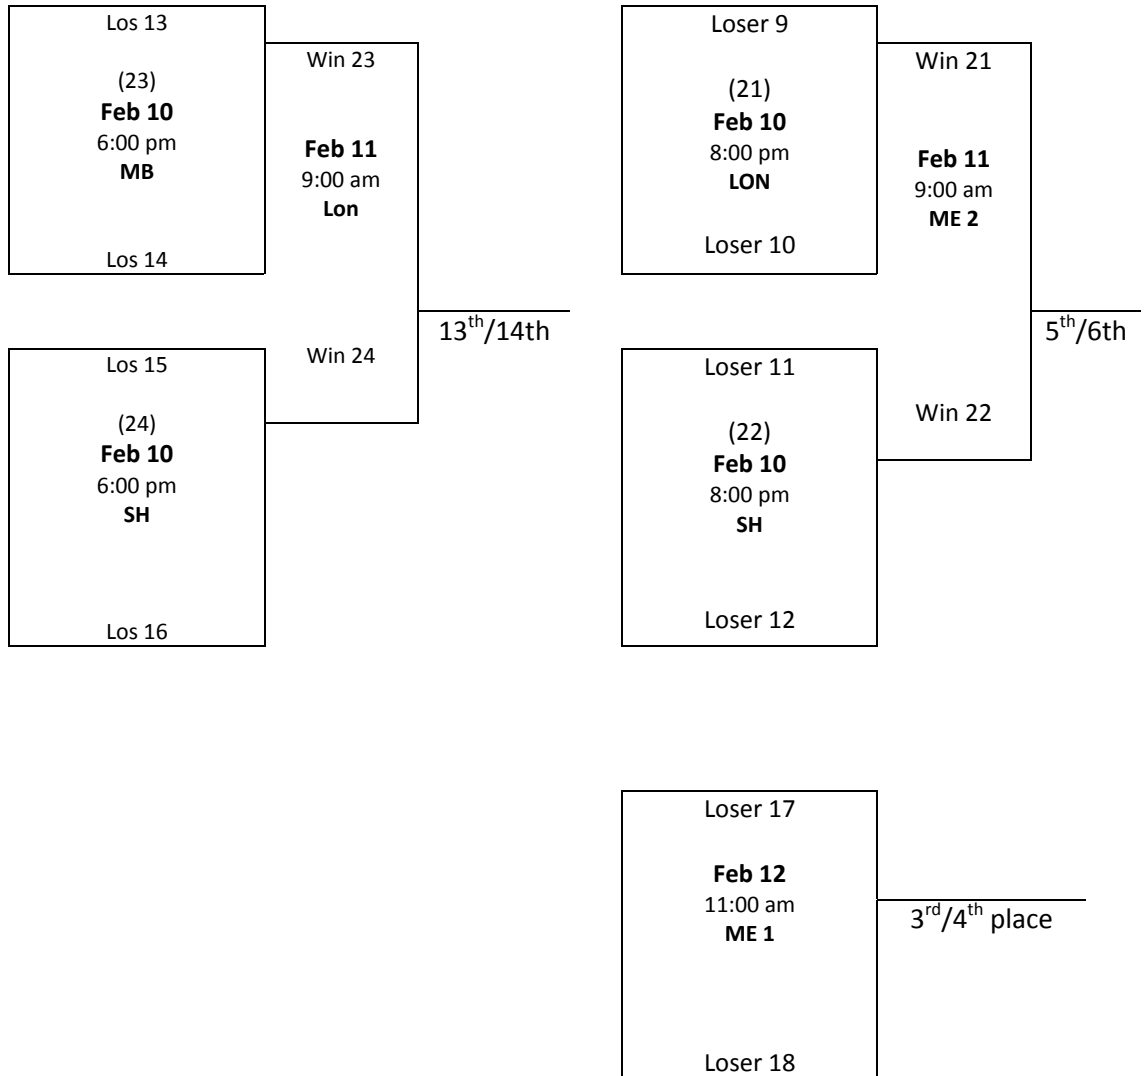 Los 13
(23)
Feb 10
6:00 pm
MB
Los 14
Win 23
Feb 11
9:00 am
Lon
Win 24
13th/14th
Los 15
(24)
Feb 10
6:00 pm
SH
Los 16
Loser 9
(21)
Feb 10
8:00 pm
LON
Loser 10
Win 21
Feb 11
9:00 am
ME 2
Win 22
5th/6th
Loser 11
(22)
Feb 10
8:00 pm
SH
Loser 12
Loser 17
Feb 12
11:00 am
ME 1
Loser 18
3rd/4th place